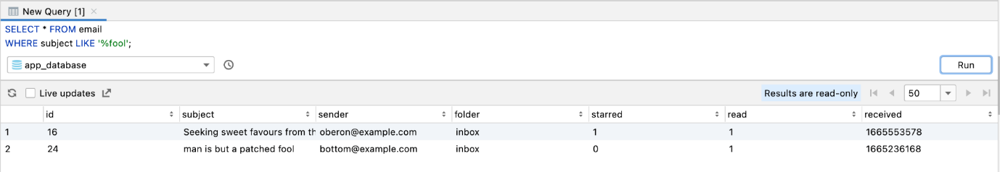 New Query [1]
SELECT * FROM email
WHERE subject LIKE '%fool';
app_database
Run
Live updates
Results are read-only
50
id subject sender folder starred read received
1 16 Seeking sweet favours from th oberon@example.com inbox 1 1 1665553578
2 24 man is but a patched fool bottom@example.com inbox 0 1 1665236168